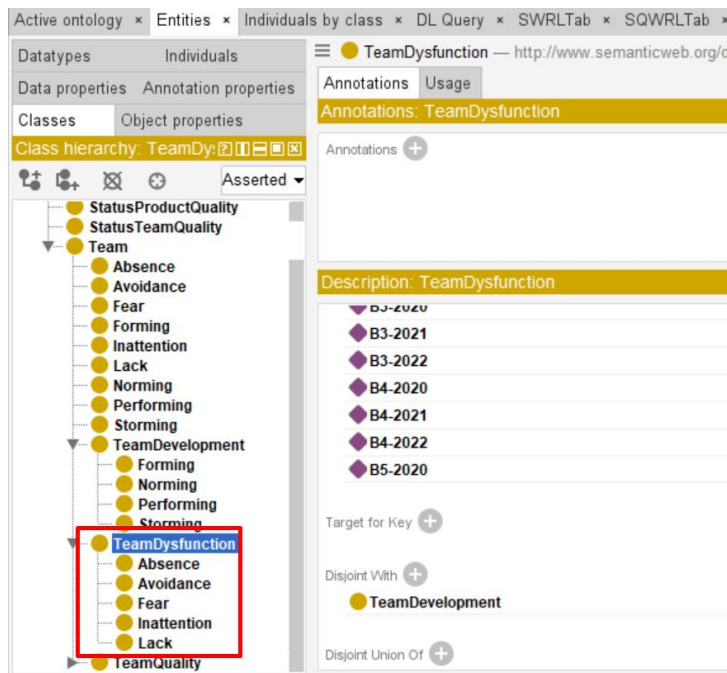 Active ontology × Entities × Individuals by class × DL Query × SWRLTab × SQWRLTab ×
Datatypes Individuals
Data properties Annotation properties
Classes Object properties
Class hierarchy: TeamDy
Asserted
StatusProductQuality
StatusTeamQuality
Team
Absence
Avoidance
Fear
Forming
Inattention
Lack
Norming
Performing
Storming
TeamDevelopment
Forming
Norming
Performing
Storming
TeamDysfunction
Absence
Avoidance
Fear
Inattention
Lack
TeamQuality
TeamDysfunction — http://www.semanticweb.org/
Annotations Usage
Annotations: TeamDysfunction
Annotations
Description: TeamDysfunction
B3-2020
B3-2021
B3-2022
B4-2020
B4-2021
B4-2022
B5-2020
Target for Key
Disjoint With
TeamDevelopment
Disjoint Union Of